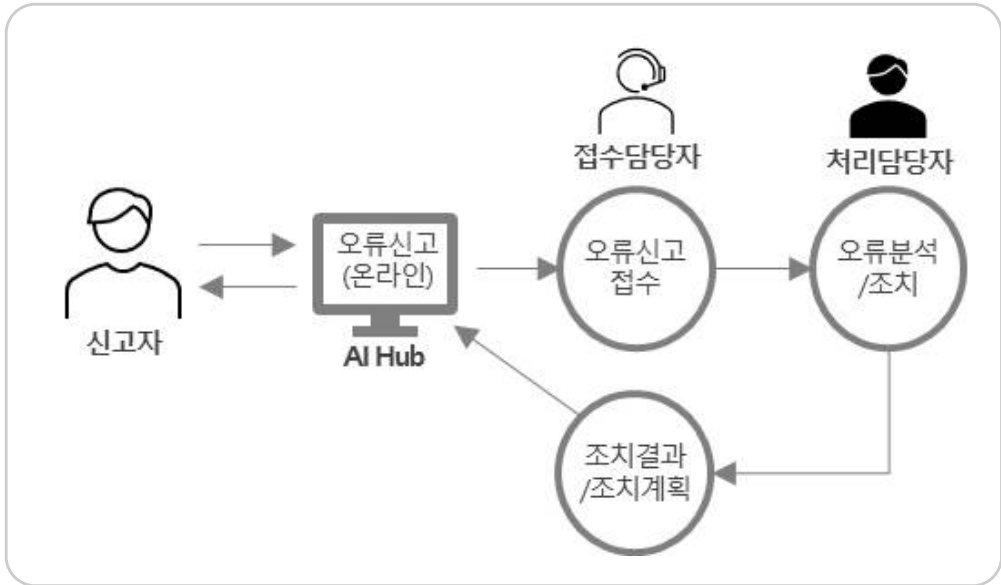 접수담당자
처리담당자
오류신고
(온라인)
오류신고
접수
오류분석
/조치
신고자
AI Hub
조치결과
/조치계획